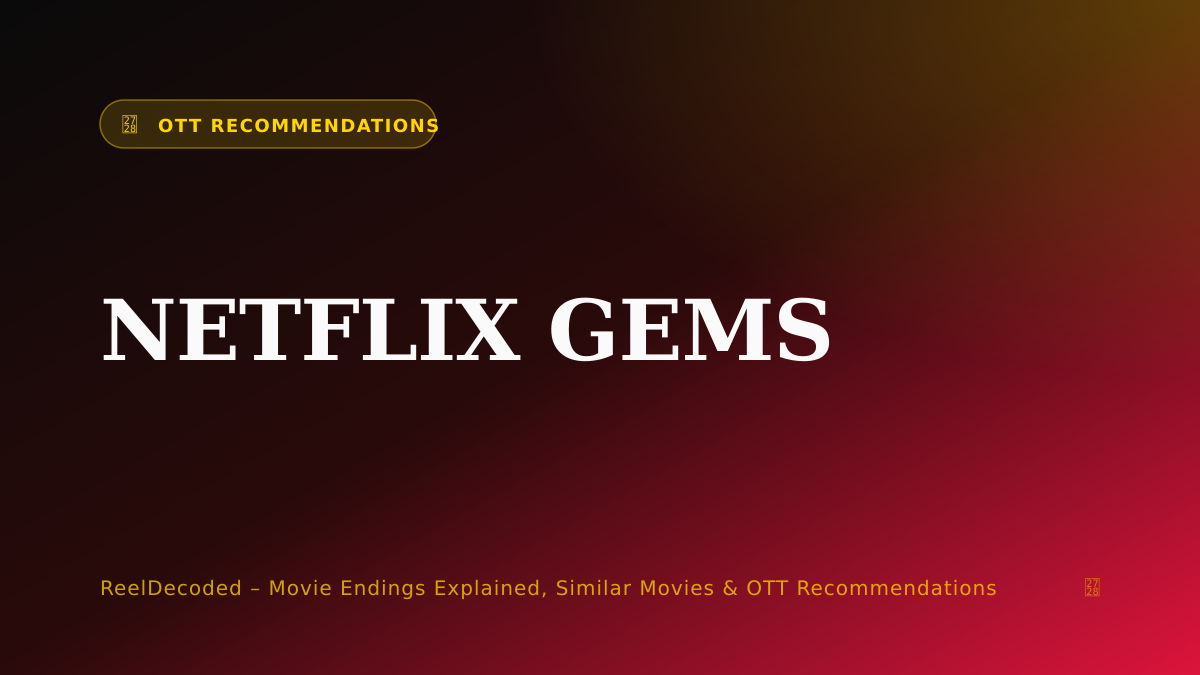 OTT RECOMMENDATIONS
NETFLIX GEMS
ReelDecoded – Movie Endings Explained, Similar Movies & OTT Recommendations